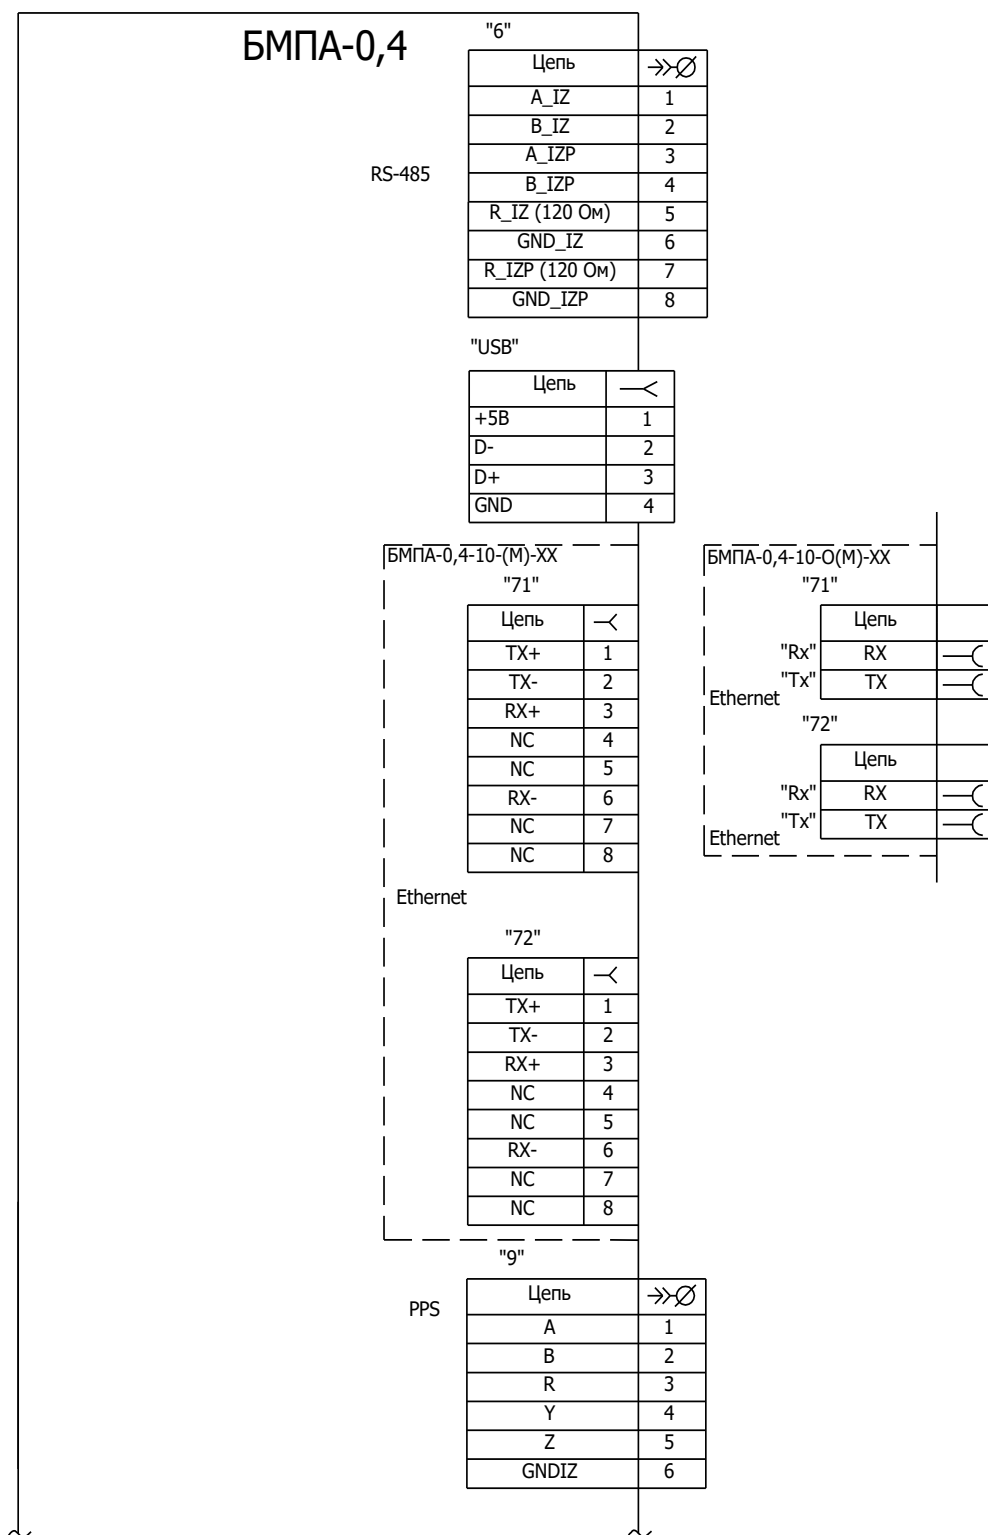 БМПА-0,4
"6"
Цепь
A_IZ 1
B_IZ 2
A_IZP 3
RS-485
B_IZP 4
R_IZ (120 Ом) 5
GND_IZ 6
R_IZP (120 Ом) 7
GND_IZP 8
"USB"
Цепь
+5В 1
D- 2
D+ 3
GND 4
БМПА-0,4-10-(М)-ХХ
"71"
Цепь
TX+ 1
TX- 2
RX+ 3
NC 4
NC 5
RX- 6
NC 7
NC 8
Ethernet
"72"
Цепь
TX+ 1
TX- 2
RX+ 3
NC 4
NC 5
RX- 6
NC 7
NC 8
БМПА-0,4-10-О(М)-ХХ
"71"
Цепь
"Rx" RX
"Tx" TX
Ethernet
"72"
Цепь
"Rx" RX
"Tx" TX
Ethernet
"9"
Цепь
PPS
A 1
B 2
R 3
Y 4
Z 5
GNDIZ 6